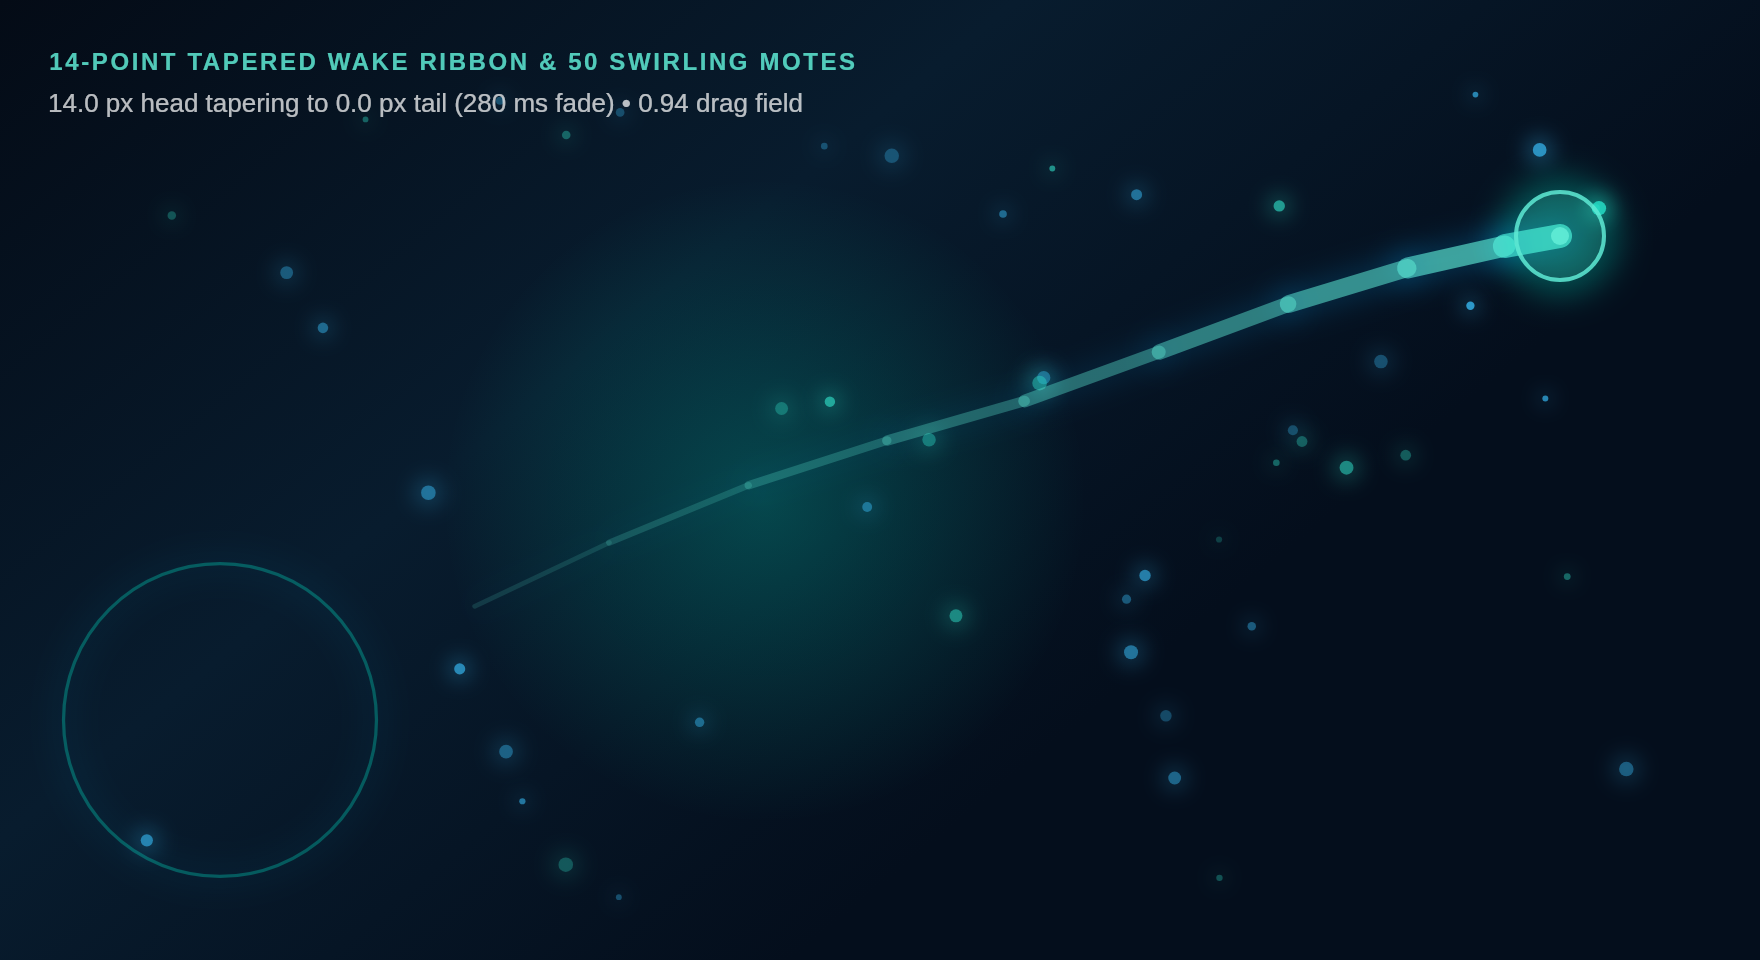 14-POINT TAPERED WAKE RIBBON & 50 SWIRLING MOTES
14.0 px head tapering to 0.0 px tail (280 ms fade) • 0.94 drag field